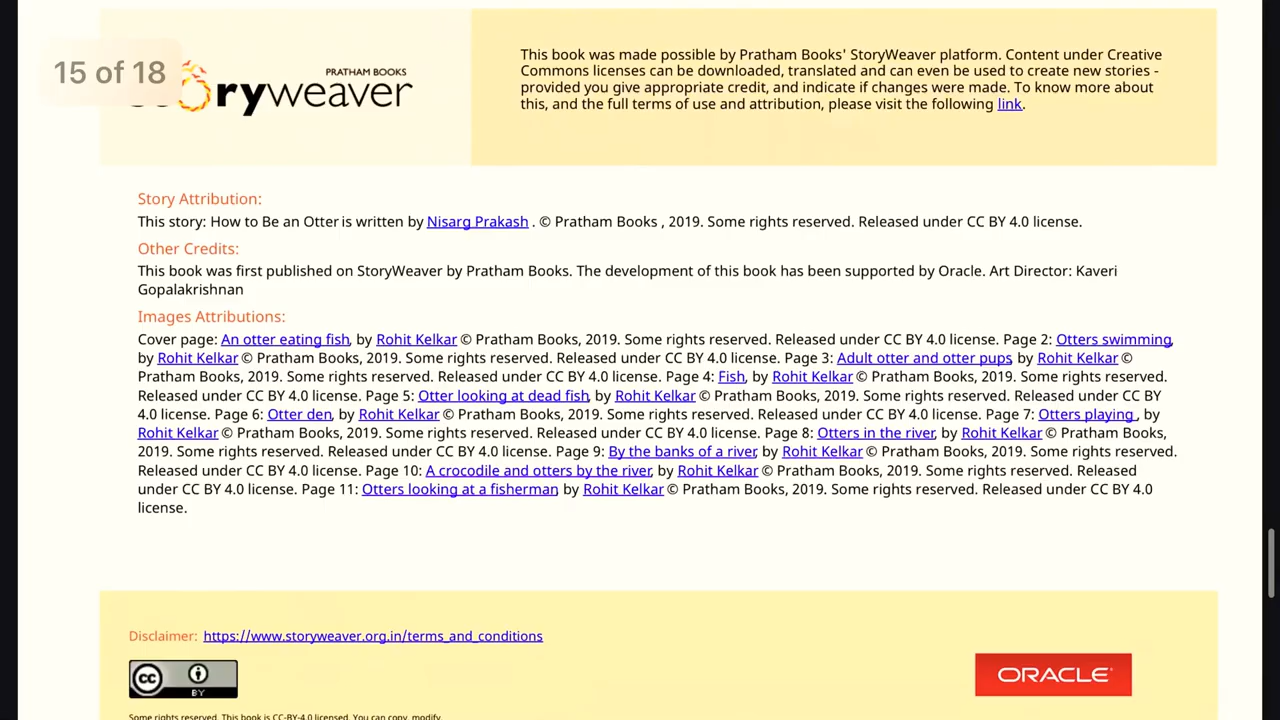 15 of 18
PRATHAM BOOKS
storyweaver
This book was made possible by Pratham Books' StoryWeaver platform. Content under Creative
Commons licenses can be downloaded, translated and can even be used to create new stories -
provided you give appropriate credit, and indicate if changes were made. To know more about
this, and the full terms of use and attribution, please visit the following link.
Story Attribution:
This story: How to Be an Otter is written by Nisarg Prakash . © Pratham Books , 2019. Some rights reserved. Released under CC BY 4.0 license.
Other Credits:
This book was first published on StoryWeaver by Pratham Books. The development of this book has been supported by Oracle. Art Director: Kaveri
Gopalakrishnan
Images Attributions:
Cover page: An otter eating fish, by Rohit Kelkar © Pratham Books, 2019. Some rights reserved. Released under CC BY 4.0 license. Page 2: Otters swimming,
by Rohit Kelkar © Pratham Books, 2019. Some rights reserved. Released under CC BY 4.0 license. Page 3: Adult otter and otter pups, by Rohit Kelkar ©
Pratham Books, 2019. Some rights reserved. Released under CC BY 4.0 license. Page 4: Fish, by Rohit Kelkar © Pratham Books, 2019. Some rights reserved.
Released under CC BY 4.0 license. Page 5: Otter looking at dead fish, by Rohit Kelkar © Pratham Books, 2019. Some rights reserved. Released under CC BY
4.0 license. Page 6: Otter den, by Rohit Kelkar © Pratham Books, 2019. Some rights reserved. Released under CC BY 4.0 license. Page 7: Otters playing , by
Rohit Kelkar © Pratham Books, 2019. Some rights reserved. Released under CC BY 4.0 license. Page 8: Otters in the river, by Rohit Kelkar © Pratham Books,
2019. Some rights reserved. Released under CC BY 4.0 license. Page 9: By the banks of a river, by Rohit Kelkar © Pratham Books, 2019. Some rights reserved.
Released under CC BY 4.0 license. Page 10: A crocodile and otters by the river, by Rohit Kelkar © Pratham Books, 2019. Some rights reserved. Released
under CC BY 4.0 license. Page 11: Otters looking at a fisherman, by Rohit Kelkar © Pratham Books, 2019. Some rights reserved. Released under CC BY 4.0
license.
Disclaimer: https://www.storyweaver.org.in/terms_and_conditions
cc BY
ORACLE
Some rights reserved. This book is CC-BY-4.0 licensed. You can copy, modify,